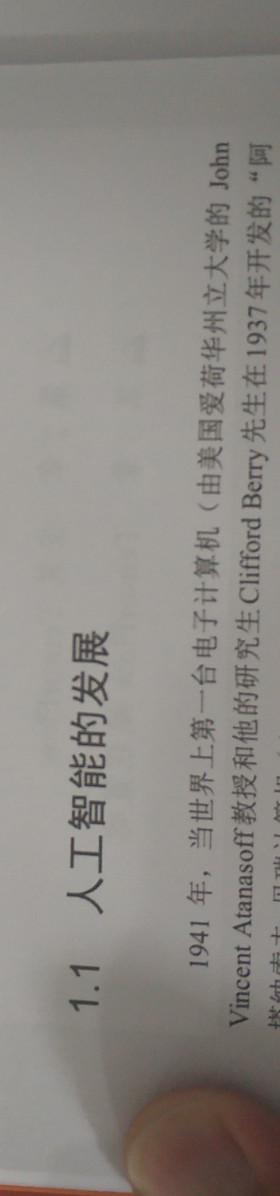 1.1 人工智能的发展
1941 年，当世界上第一台电子计算机（由美国爱荷华州立大学的 John
Vincent Atanasoff 教授和他的研究生 Clifford Berry 先生在 1937 年开发的“阿